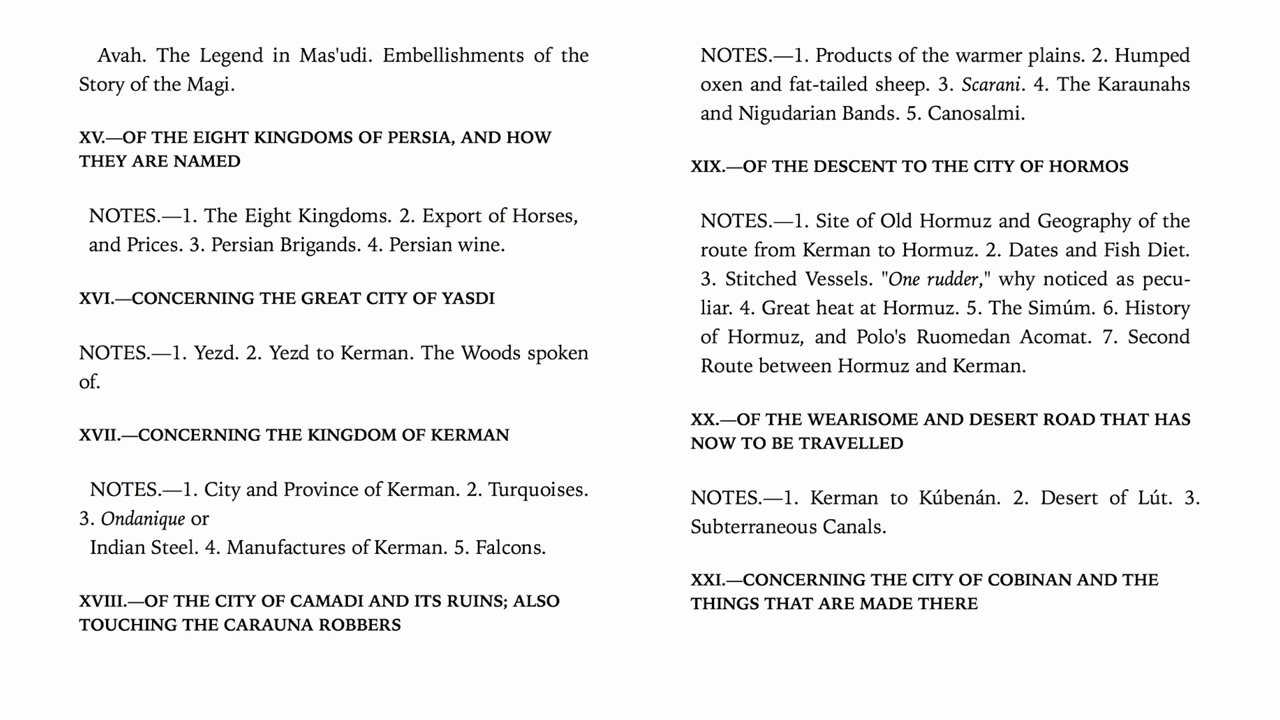 Avah. The Legend in Mas'udi. Embellishments of the
Story of the Magi.
XV.—OF THE EIGHT KINGDOMS OF PERSIA, AND HOW
THEY ARE NAMED
NOTES.—1. The Eight Kingdoms. 2. Export of Horses,
and Prices. 3. Persian Brigands. 4. Persian wine.
XVI.—CONCERNING THE GREAT CITY OF YASDI
NOTES.—1. Yezd. 2. Yezd to Kerman. The Woods spoken
of.
XVII.—CONCERNING THE KINGDOM OF KERMAN
NOTES.—1. City and Province of Kerman. 2. Turquoises.
3. Ondanique or
Indian Steel. 4. Manufactures of Kerman. 5. Falcons.
XVIII.—OF THE CITY OF CAMADI AND ITS RUINS; ALSO
TOUCHING THE CARAUNA ROBBERS
NOTES.—1. Products of the warmer plains. 2. Humped
oxen and fat-tailed sheep. 3. Scarani. 4. The Karaunahs
and Nigudarian Bands. 5. Canosalmi.
XIX.—OF THE DESCENT TO THE CITY OF HORMOS
NOTES.—1. Site of Old Hormuz and Geography of the
route from Kerman to Hormuz. 2. Dates and Fish Diet.
3. Stitched Vessels. "One rudder," why noticed as pecu-
liar. 4. Great heat at Hormuz. 5. The Simúm. 6. History
of Hormuz, and Polo's Ruomedan Acomat. 7. Second
Route between Hormuz and Kerman.
XX.—OF THE WEARISOME AND DESERT ROAD THAT HAS
NOW TO BE TRAVELLED
NOTES.—1. Kerman to Kúbenán. 2. Desert of Lút. 3.
Subterraneous Canals.
XXI.—CONCERNING THE CITY OF COBINAN AND THE
THINGS THAT ARE MADE THERE